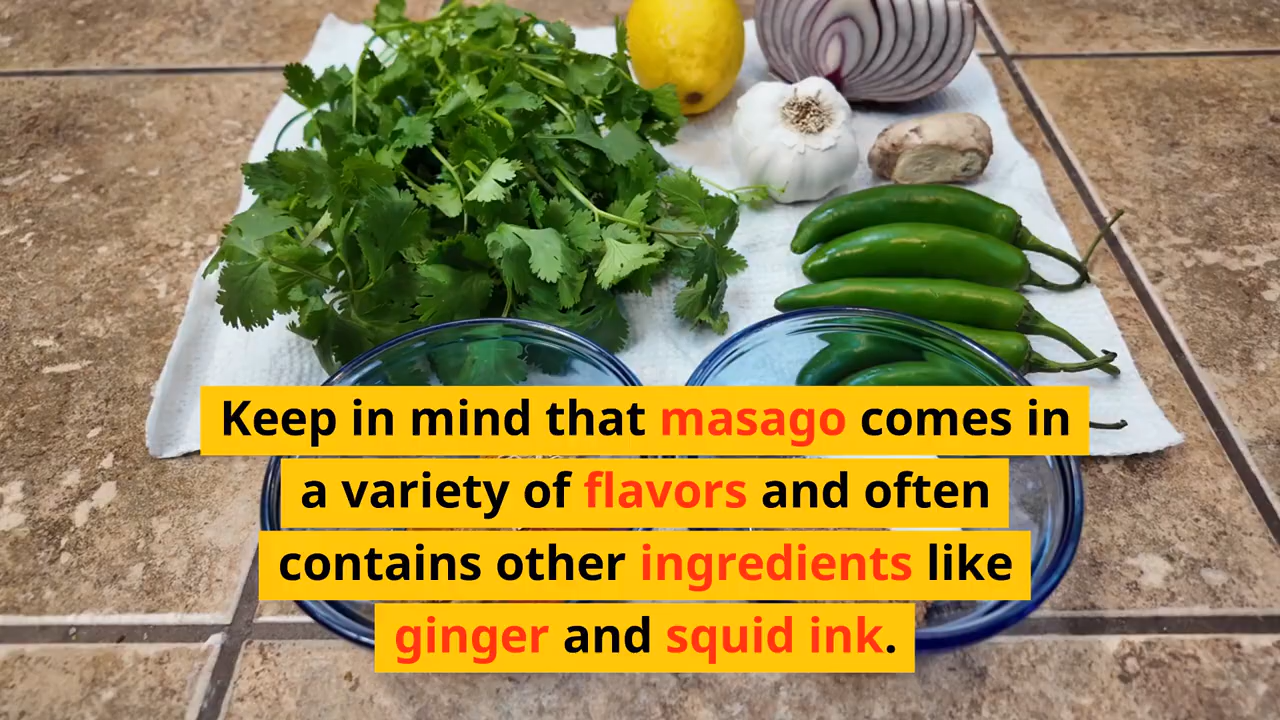 Keep in mind that masago comes in
a variety of flavors and often
contains other ingredients like
ginger and squid ink.